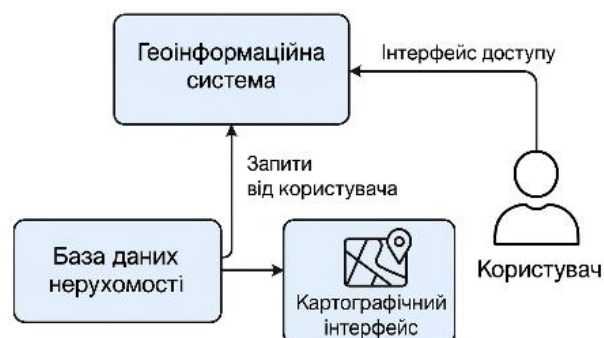 Геоінформаційна
система
Інтерфейс доступу
Запити
від користувача
База даних
нерухомості
Картографічний
інтерфейс
Користувач